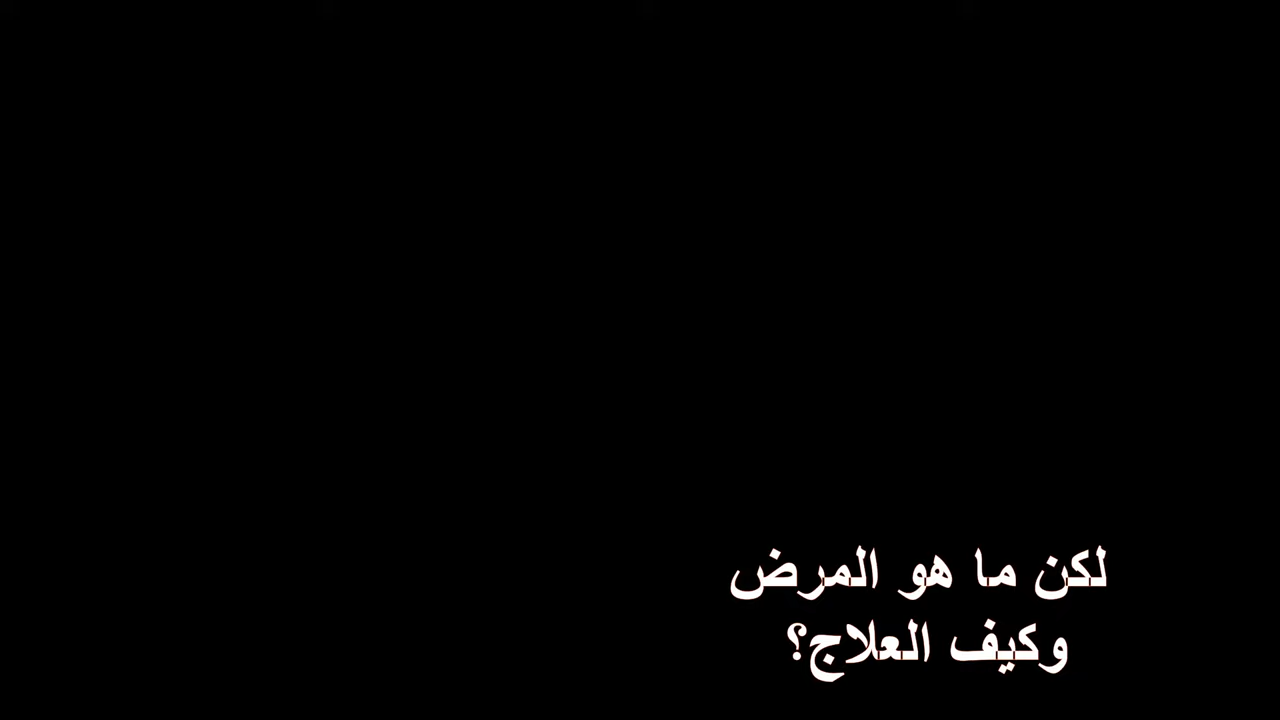 لكن ما هو المرض
وكيف العلاج؟